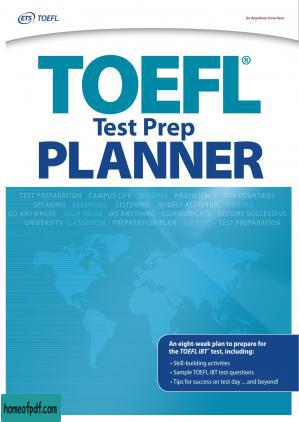 ETS TOEFL
Go Anywhere From Here.
TOEFL®
Test Prep
PLANNER
TEST PREPARATION CAMPUS LIFE READING PROFICIENCY 130 COUNTRIES
SPEAKING ESSENTIAL LISTENING WIDELY ACCEPTED WRITING
GO ANYWHERE YOUR IDEAS DO ANYTHING COMMUNICATE BECOME SUCCESSFUL
UNIVERSITY CLASSROOM PREPARATION PLAN SUCCESS TEST PREPARATION
An eight-week plan to prepare for
the TOEFL iBT® test, including:
• Skill-building activities
• Sample TOEFL iBT test questions
• Tips for success on test day ... and beyond!
homeofpdf.com